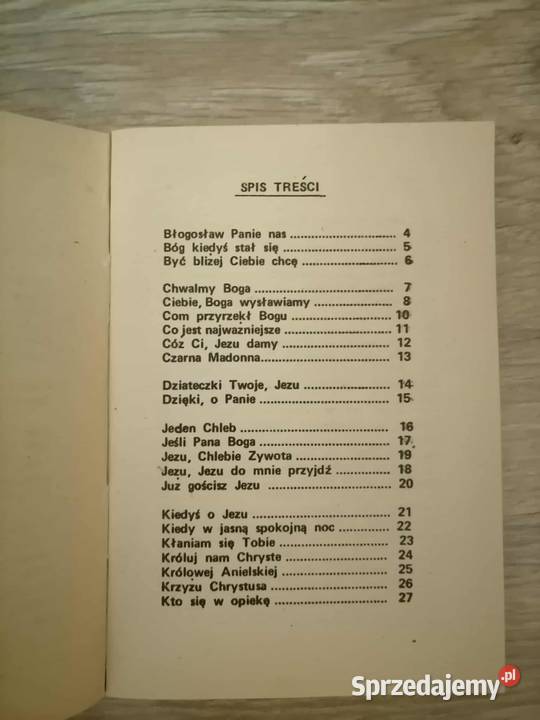 SPIS TREŚCI
Błogosław Panie nas 4
Bóg kiedyś stał się 5
Być blizej Ciebie chcę 6
Chwalmy Boga 7
Ciebie, Boga wysławiamy 8
Com przyrzekł Bogu 10
Co jest najważniejsze 11
Cóz Ci, Jezu damy 12
Czarna Madonna 13
Dziateczki Twoje, Jezu 14
Dzięki, o Panie 15
Jeden Chleb 16
Jeśli Pana Boga 17
Jezu, Chlebie Zywota 19
Jezu, Jezu do mnie przyjdź 18
Już gościsz Jezu 20
Kiedyś o Jezu 21
Kiedy w jasną spokojną noc 22
Kłaniam się Tobie 23
Króluj nam Chryste 24
Królowej Anielskiej 25
Krzyżu Chrystusa 26
Kto się w opiekę 27
Sprzedajemy.pl